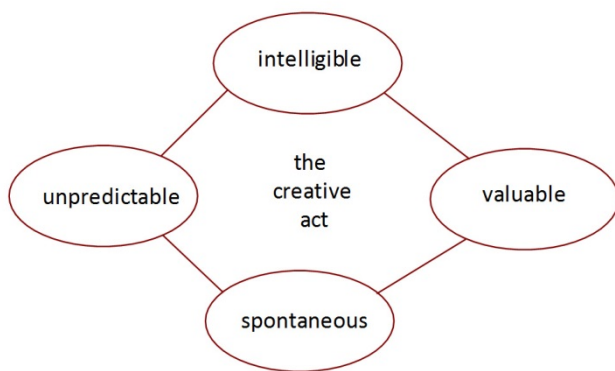 intelligible
unpredictable
the
creative
act
valuable
spontaneous